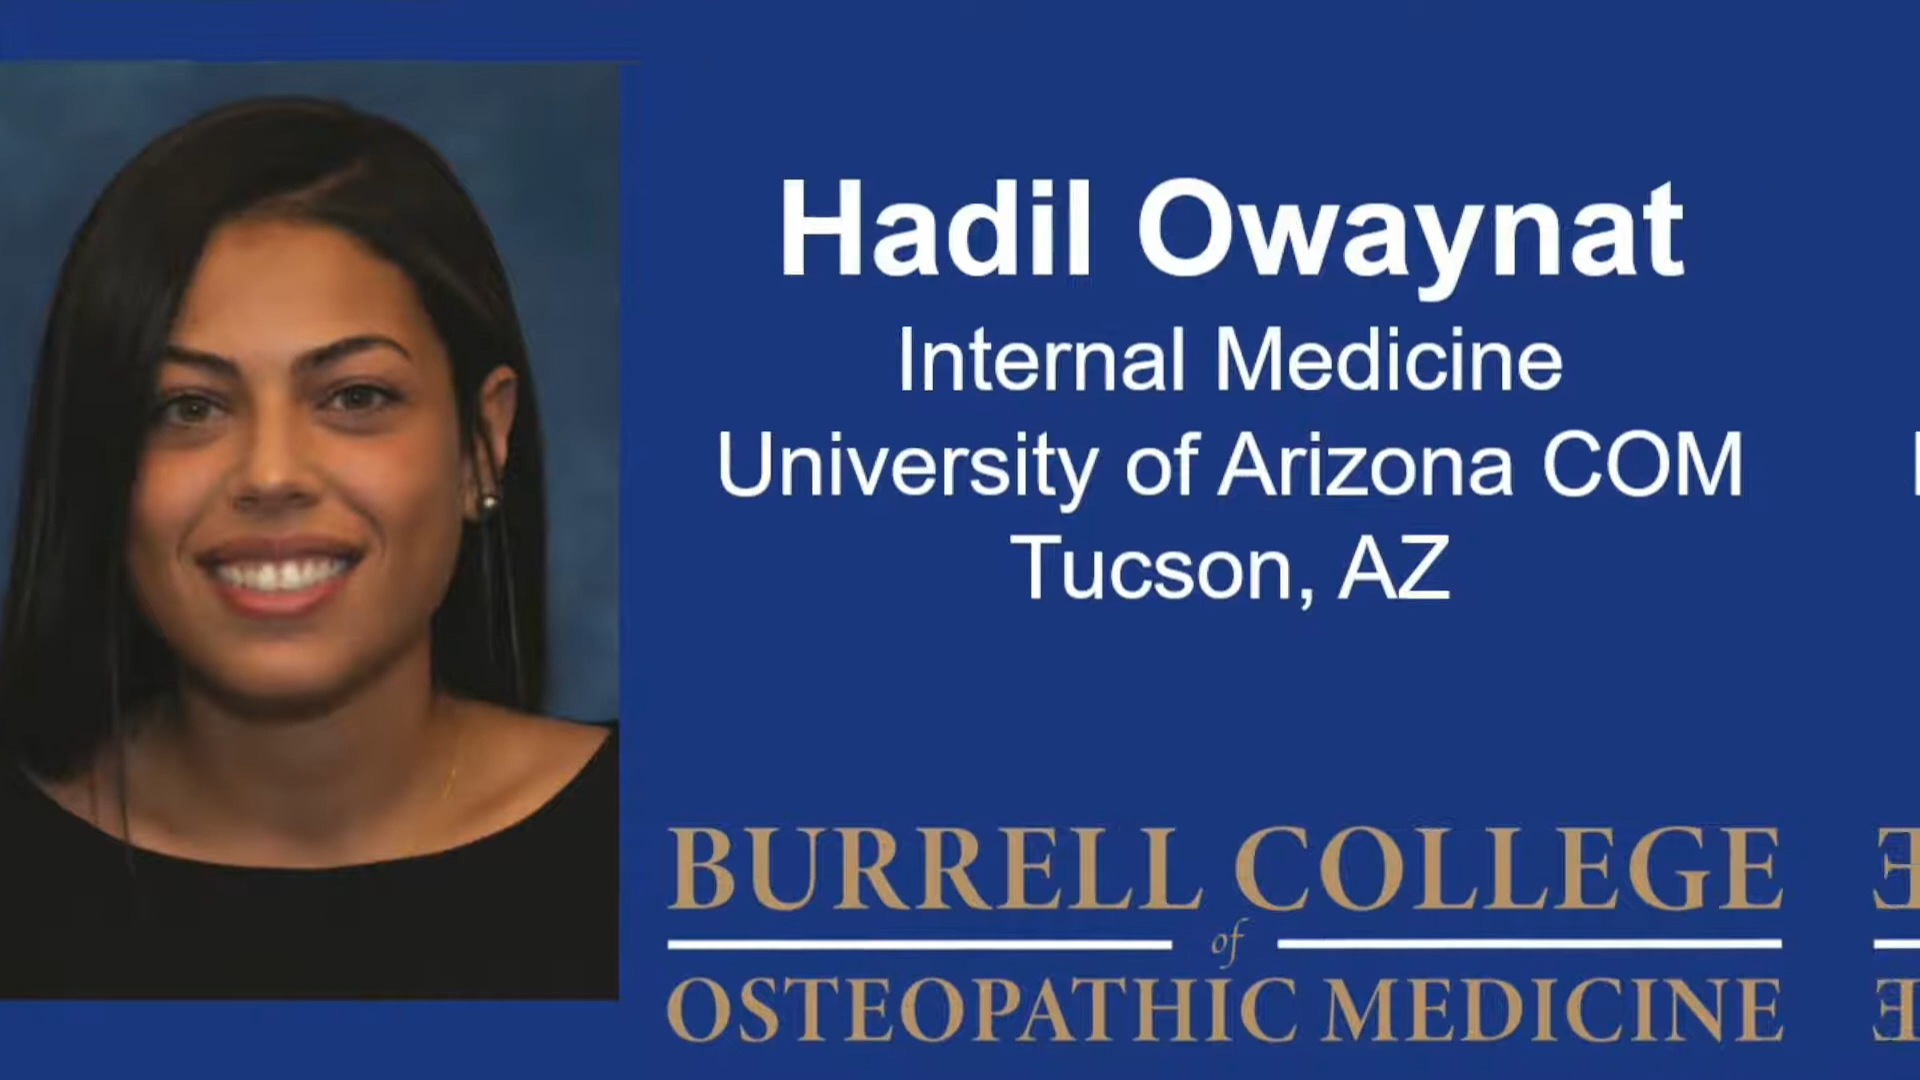 Hadil Owaynat
Internal Medicine
University of Arizona COM
Tucson, AZ
BURRELL COLLEGE
of
OSTEOPATHIC MEDICINE